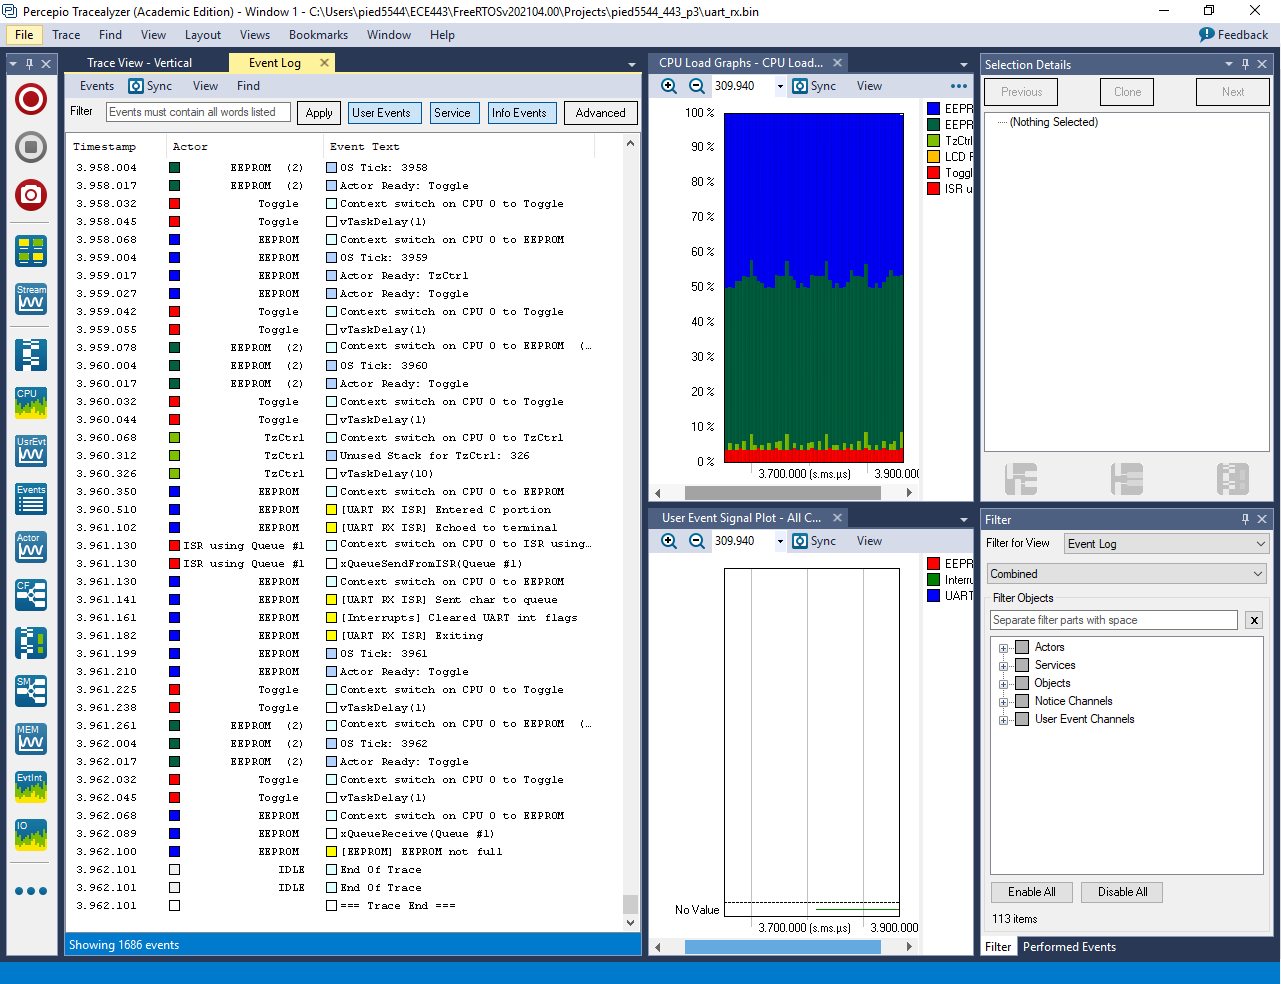 Percepio Tracealyzer (Academic Edition) - Window 1 - C:\Users\pied5544\ECE443\FreeRTOSv202104.00\Projects\pied5544_443_p3\uart_rx.bin
File Trace Find View Layout Views Bookmarks Window Help Feedback
Trace View - Vertical Event Log
Events Sync View Find
Filter Events must contain all words listed Apply User Events Service Info Events Advanced
Timestamp Actor Event Text
3.958.004 EEPROM (2) OS Tick: 3958
3.958.017 EEPROM (2) Actor Ready: Toggle
3.958.032 Toggle Context switch on CPU 0 to Toggle
3.958.045 Toggle vTaskDelay(1)
3.958.068 EEPROM Context switch on CPU 0 to EEPROM
3.959.004 EEPROM OS Tick: 3959
3.959.017 EEPROM Actor Ready: TzCtrl
3.959.027 EEPROM Actor Ready: Toggle
3.959.042 Toggle Context switch on CPU 0 to Toggle
3.959.055 Toggle vTaskDelay(1)
3.959.078 EEPROM (2) Context switch on CPU 0 to EEPROM (…
3.960.004 EEPROM (2) OS Tick: 3960
3.960.017 EEPROM (2) Actor Ready: Toggle
3.960.032 Toggle Context switch on CPU 0 to Toggle
3.960.044 Toggle vTaskDelay(1)
3.960.068 TzCtrl Context switch on CPU 0 to TzCtrl
3.960.312 TzCtrl Unused Stack for TzCtrl: 326
3.960.326 TzCtrl vTaskDelay(10)
3.960.350 EEPROM Context switch on CPU 0 to EEPROM
3.960.510 EEPROM [UART RX ISR] Entered C portion
3.961.102 EEPROM [UART RX ISR] Echoed to terminal
3.961.130 ISR using Queue #1 Context switch on CPU 0 to ISR using…
3.961.130 ISR using Queue #1 xQueueSendFromISR(Queue #1)
3.961.130 EEPROM Context switch on CPU 0 to EEPROM
3.961.141 EEPROM [UART RX ISR] Sent char to queue
3.961.161 EEPROM [Interrupts] Cleared UART int flags
3.961.182 EEPROM [UART RX ISR] Exiting
3.961.199 EEPROM OS Tick: 3961
3.961.210 EEPROM Actor Ready: Toggle
3.961.225 Toggle Context switch on CPU 0 to Toggle
3.961.238 Toggle vTaskDelay(1)
3.961.261 EEPROM (2) Context switch on CPU 0 to EEPROM (…
3.962.004 EEPROM (2) OS Tick: 3962
3.962.017 EEPROM (2) Actor Ready: Toggle
3.962.032 Toggle Context switch on CPU 0 to Toggle
3.962.045 Toggle vTaskDelay(1)
3.962.068 EEPROM Context switch on CPU 0 to EEPROM
3.962.089 EEPROM xQueueReceive(Queue #1)
3.962.100 EEPROM [EEPROM] EEPROM not full
3.962.101 IDLE End Of Trace
3.962.101 IDLE End Of Trace
3.962.101 === Trace End ===
Showing 1686 events
Stream
CPU
UsrEvt
Events
Actor
CF
SM
MEM
EvtInt
IO
CPU Load Graphs - CPU Load...
309.940 Sync View
100 %
90 %
80 %
70 %
60 %
50 %
40 %
30 %
20 %
10 %
0 %
3.700.000 (s.ms.µs) 3.900.000
EEPR
EEPR
TzCtrl
LCD F
Toggl
ISR u
User Event Signal Plot - All C...
309.940 Sync View
No Value
3.700.000 (s.ms.µs) 3.900.000
EEPR
Interru
UART
Selection Details
Previous Clone Next
(Nothing Selected)
Filter
Filter for View Event Log
Combined
Filter Objects
Separate filter parts with space x
Actors
Services
Objects
Notice Channels
User Event Channels
Enable All Disable All
113 items
Filter Performed Events